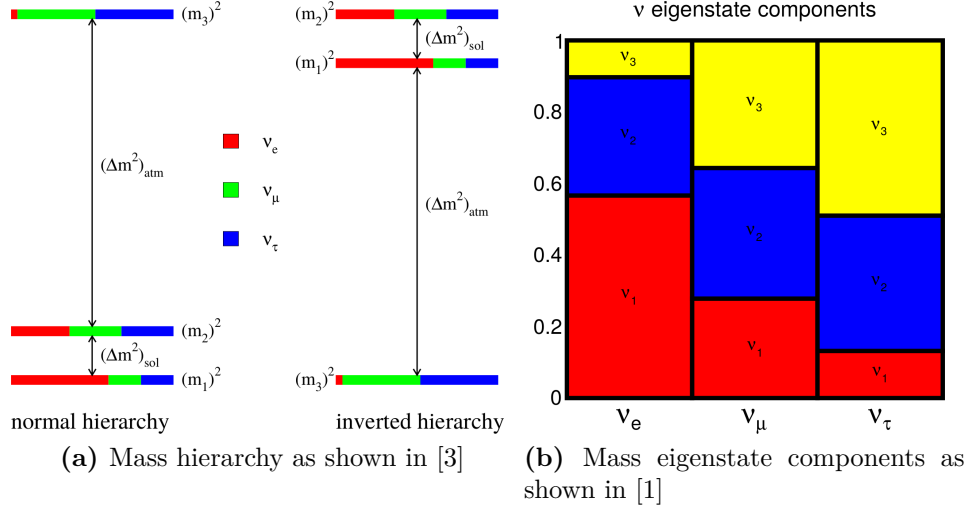 (m₃)²
(Δm²)atm
νe
νμ
ντ
(m₂)²
(Δm²)sol
(m₁)²
normal hierarchy
(m₂)²
(Δm²)sol
(m₁)²
(Δm²)atm
(m₃)²
inverted hierarchy
(a) Mass hierarchy as shown in [3]
ν eigenstate components
1
0.8
0.6
0.4
0.2
0
ν₃
ν₂
ν₁
ν₃
ν₂
ν₁
ν₃
ν₂
ν₁
νe
νμ
ντ
(b) Mass eigenstate components as
shown in [1]